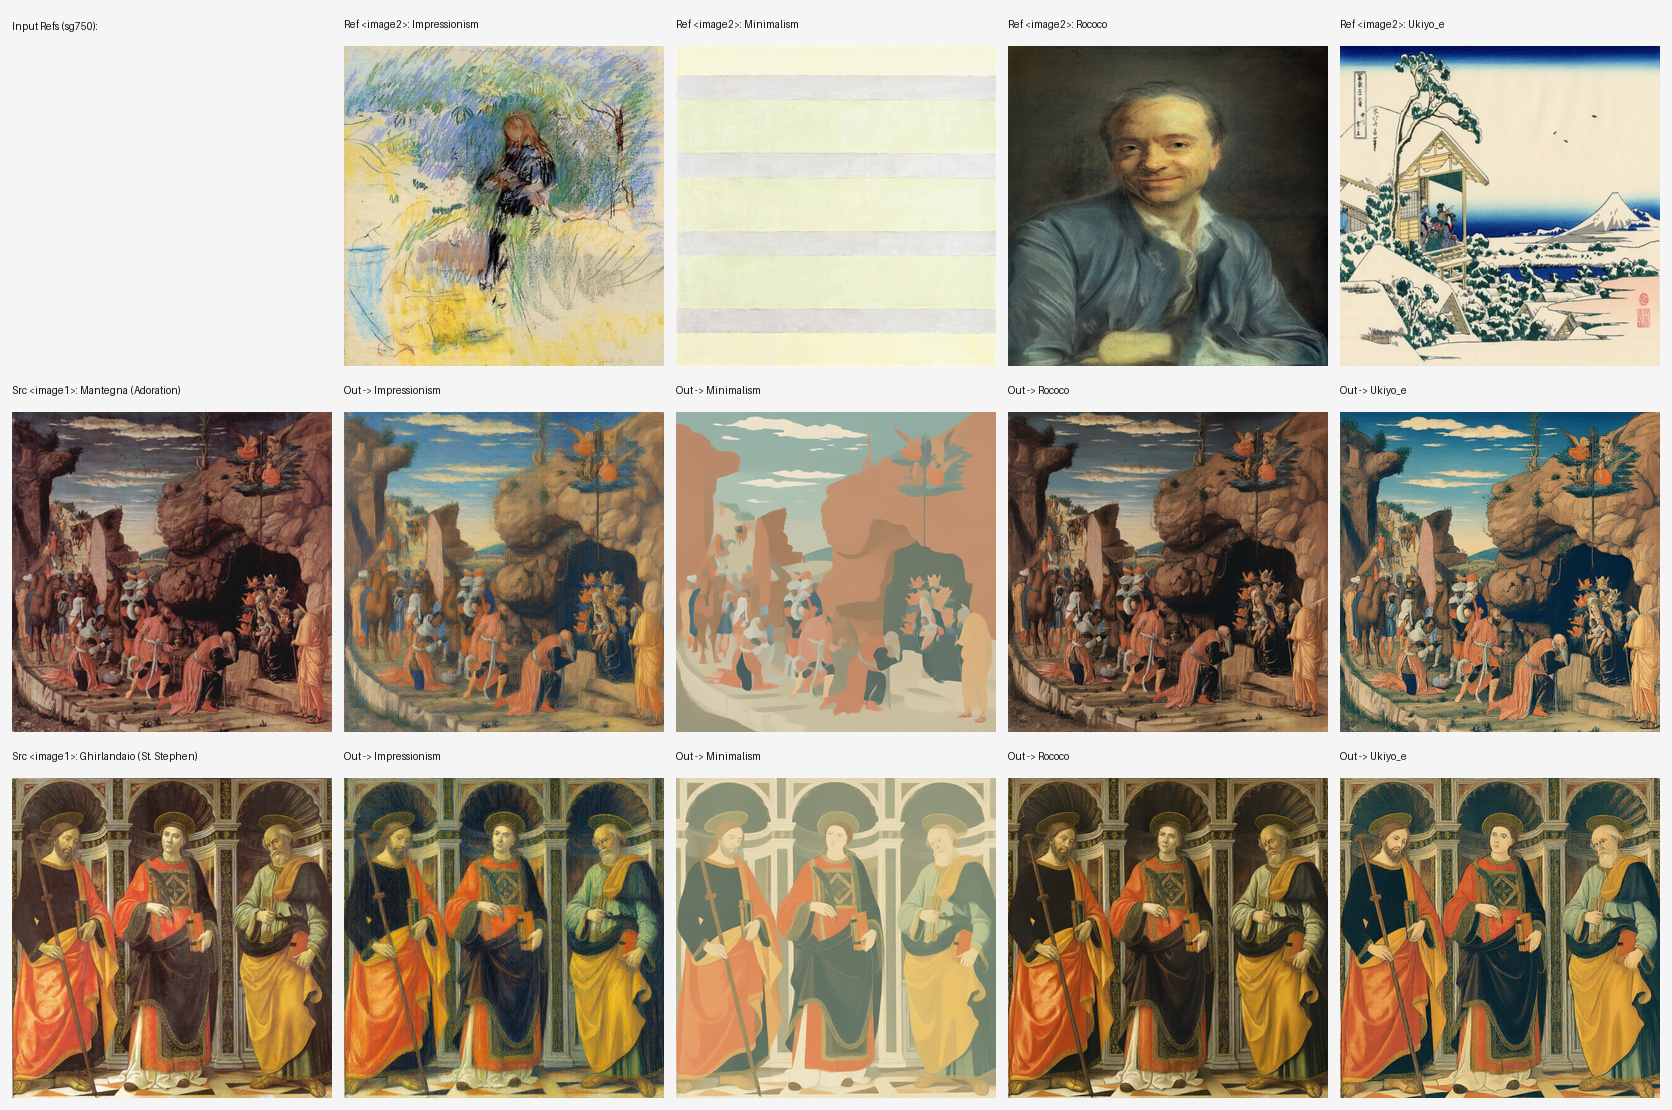 Input Refs (sg750):
Ref <image2>: Impressionism
Ref <image2>: Minimalism
Ref <image2>: Rococo
Ref <image2>: Ukiyo_e
Src <image1>: Mantegna (Adoration)
Out -> Impressionism
Out -> Minimalism
Out -> Rococo
Out -> Ukiyo_e
Src <image1>: Ghirlandaio (St. Stephen)
Out -> Impressionism
Out -> Minimalism
Out -> Rococo
Out -> Ukiyo_e